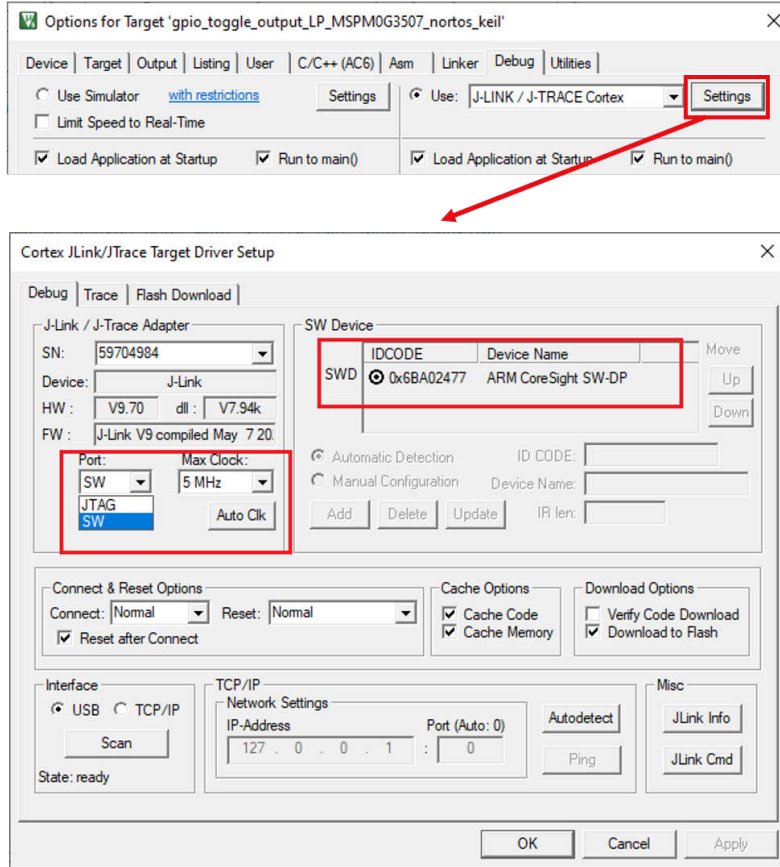 Options for Target 'gpio_toggle_output_LP_MSPM0G3507_nortos_keil'
Device Target Output Listing User C/C++ (AC6) Asm Linker Debug Utilities
Use Simulator with restrictions Settings Use: J-LINK / J-TRACE Cortex Settings
Limit Speed to Real-Time
Load Application at Startup Run to main() Load Application at Startup Run to main()
Cortex JLink/JTrace Target Driver Setup
Debug Trace Flash Download
J-Link / J-Trace Adapter
SN: 59704984
Device: J-Link
HW : V9.70 dll : V7.94k
FW : J-Link V9 compiled May 7 20
Port: Max Clock:
SW 5 MHz
JTAG
SW
Auto Clk
SW Device
IDCODE Device Name
SWD 0x6BA02477 ARM CoreSight SW-DP
Move
Up
Down
Automatic Detection ID CODE:
Manual Configuration Device Name:
Add Delete Update IR len:
Connect & Reset Options
Connect: Normal Reset: Normal
Reset after Connect
Cache Options
Cache Code
Cache Memory
Download Options
Verify Code Download
Download to Flash
Interface
USB TCP/IP
Scan
State: ready
TCP/IP
Network Settings
IP-Address Port (Auto: 0)
127 . 0 . 0 . 1 : 0
Autodetect
Ping
Misc
JLink Info
JLink Cmd
OK Cancel Apply